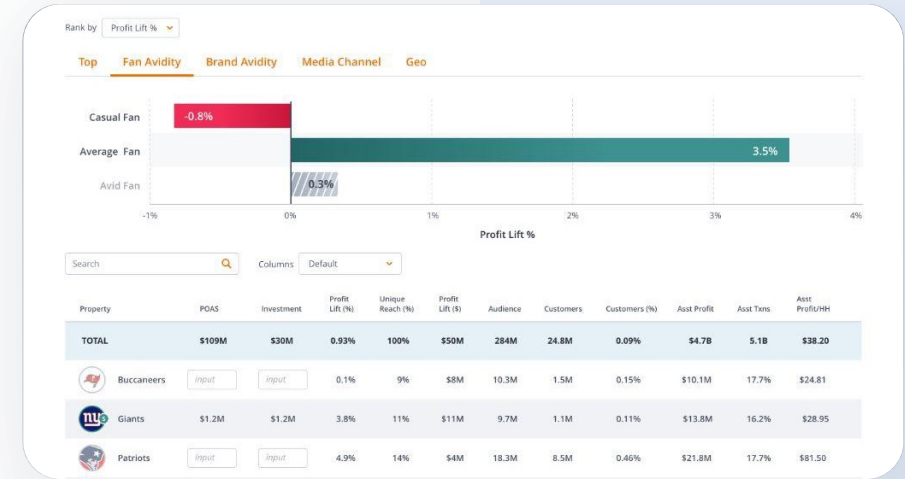 Rank by Profit Lift %
Top Fan Avidity Brand Avidity Media Channel Geo
Casual Fan -0.8%
Average Fan 3.5%
Avid Fan 0.3%
-1% 0% 1% 2% 3% 4%
Profit Lift %
Search Columns Default
Property POAS Investment Profit Lift (%) Unique Reach (%) Profit Lift ($) Audience Customers Customers (%) Asst Profit Asst Txns Asst Profit/HH
TOTAL $109M $30M 0.93% 100% $50M 284M 24.8M 0.09% $4.7B 5.1B $38.20
Buccaneers input input 0.1% 9% $8M 10.3M 1.5M 0.15% $10.1M 17.7% $24.81
ny Giants $1.2M $1.2M 3.8% 11% $11M 9.7M 1.1M 0.11% $13.8M 16.2% $28.95
Patriots input input 4.9% 14% $4M 18.3M 8.5M 0.46% $21.8M 17.7% $81.50